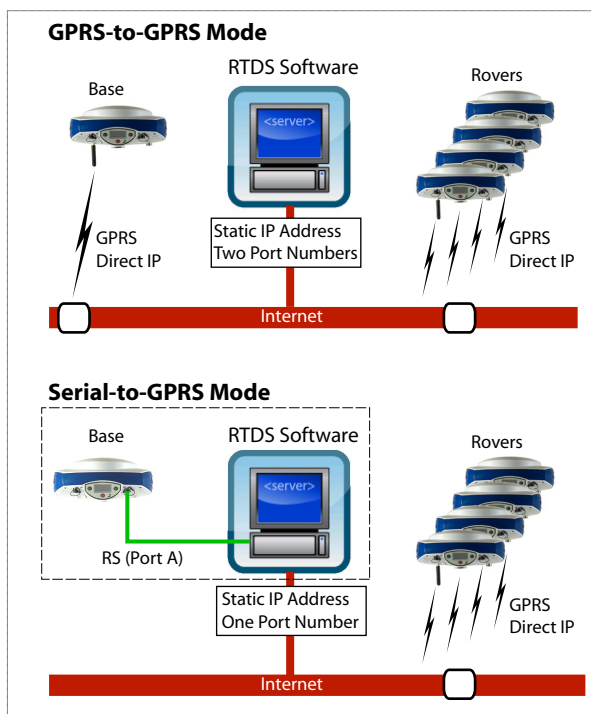 GPRS-to-GPRS Mode
Base
RTDS Software
Rovers
<server>
GPRS
Direct IP
Static IP Address
Two Port Numbers
GPRS
Direct IP
Internet
Serial-to-GPRS Mode
Base
RTDS Software
Rovers
<server>
RS (Port A)
Static IP Address
One Port Number
GPRS
Direct IP
Internet